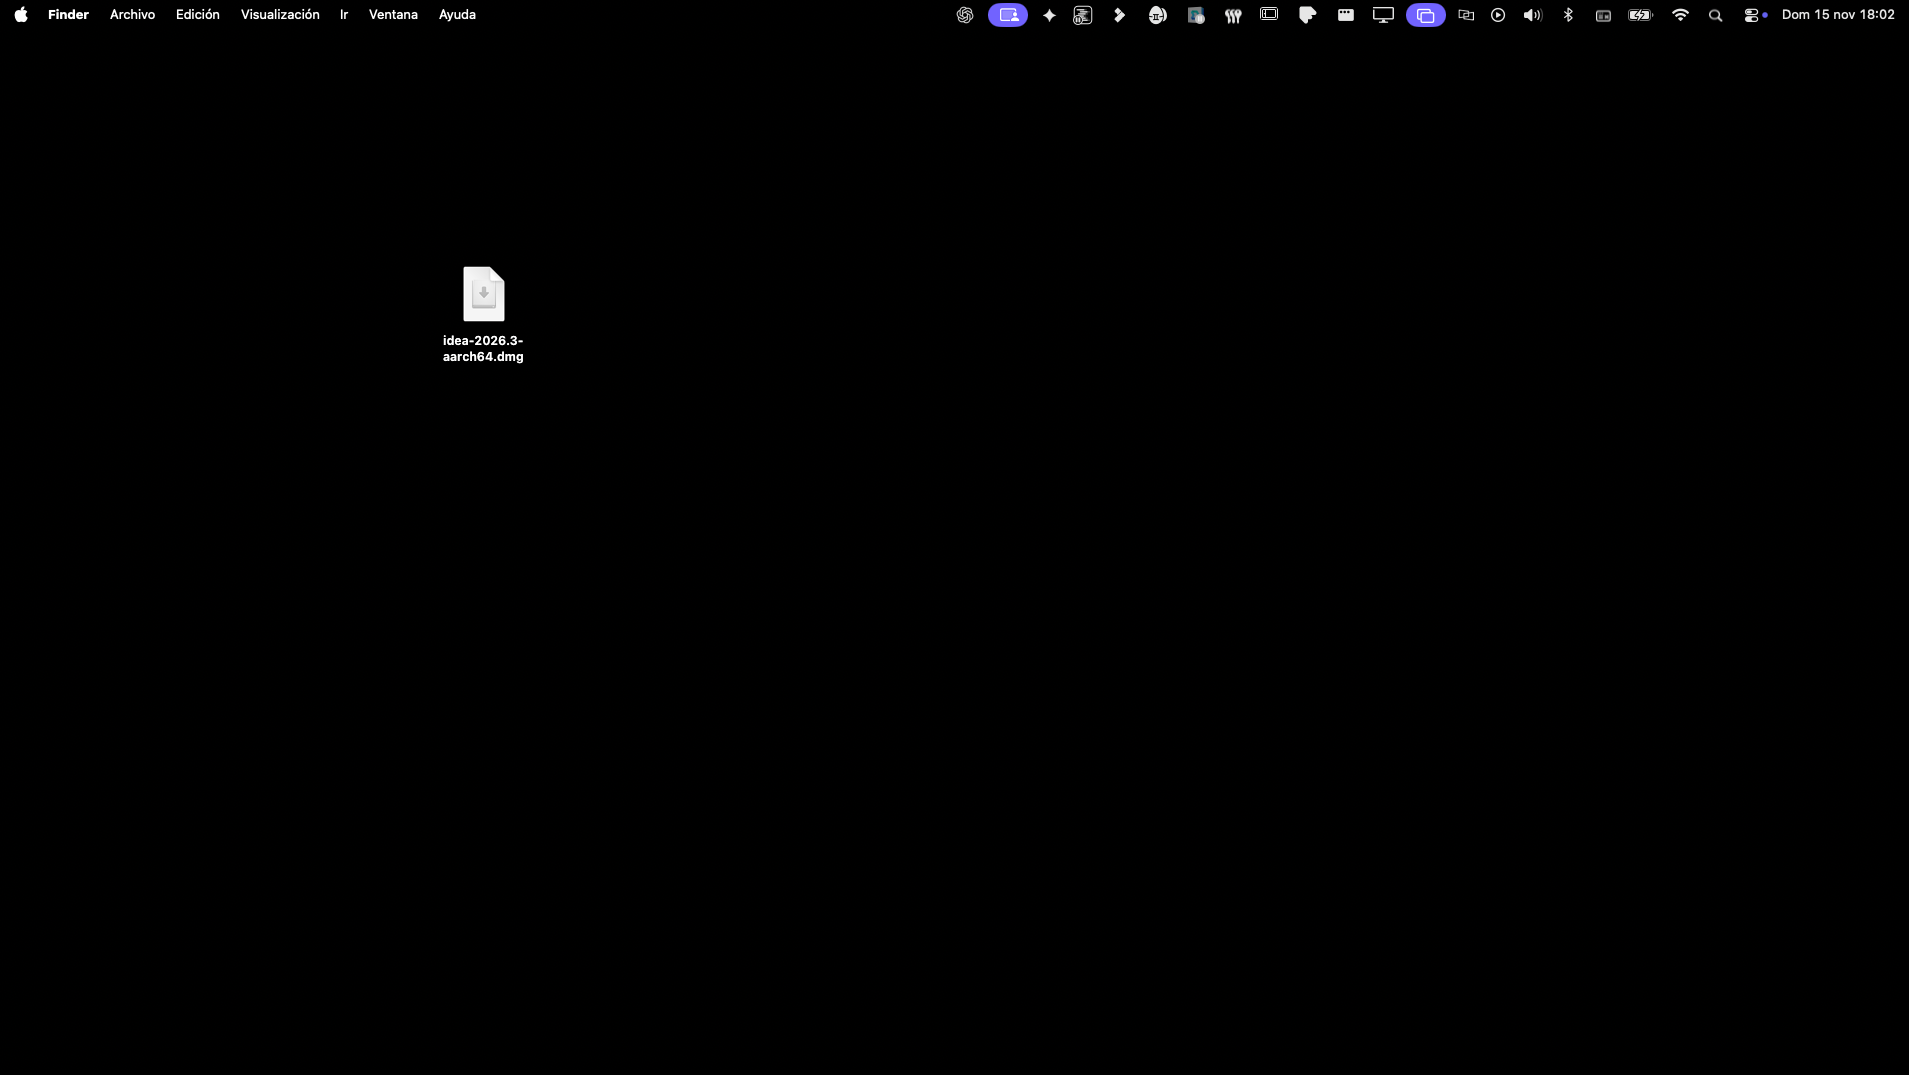 Finder Archivo Edición Visualización Ir Ventana Ayuda Dom 15 nov 18:02
idea-2026.3-
aarch64.dmg